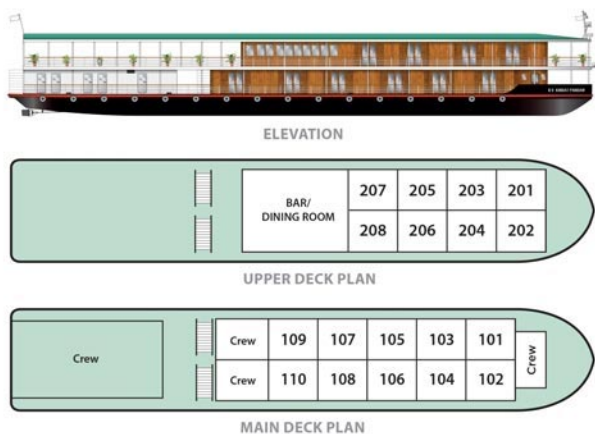 ELEVATION
BAR/
DINING ROOM
207 205 203 201
208 206 204 202
UPPER DECK PLAN
Crew
Crew 109 107 105 103 101
Crew 110 108 106 104 102
Crew
MAIN DECK PLAN